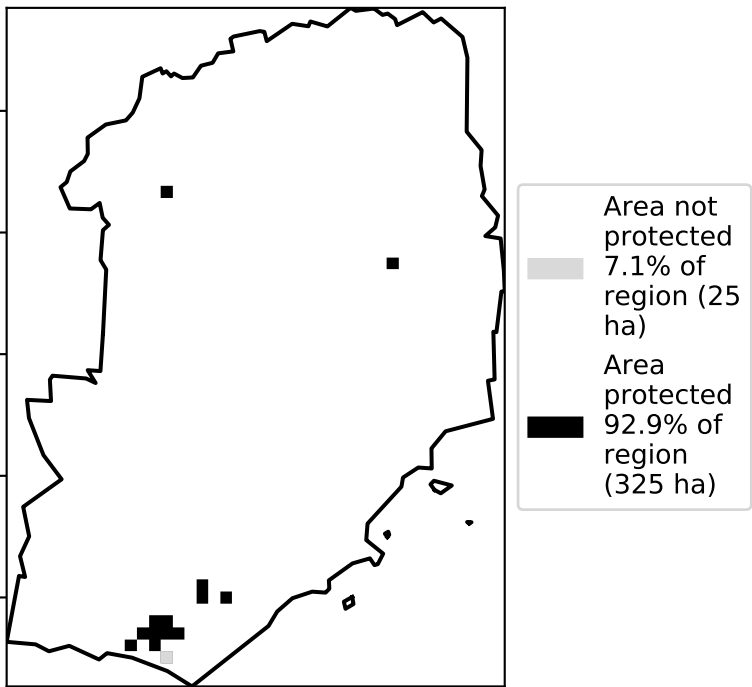 Area not
protected
7.1% of
region (25
ha)
Area
protected
92.9% of
region
(325 ha)